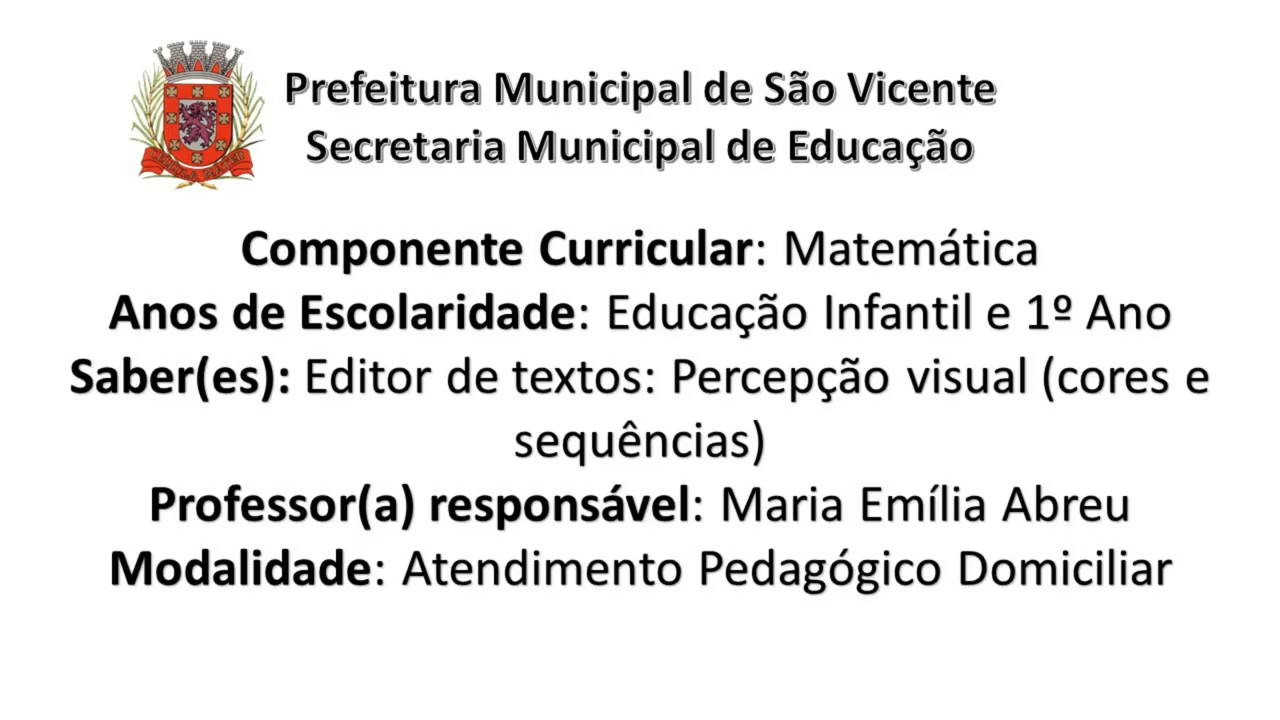 Prefeitura Municipal de São Vicente
Secretaria Municipal de Educação
Componente Curricular: Matemática
Anos de Escolaridade: Educação Infantil e 1º Ano
Saber(es): Editor de textos: Percepção visual (cores e
sequências)
Professor(a) responsável: Maria Emília Abreu
Modalidade: Atendimento Pedagógico Domiciliar